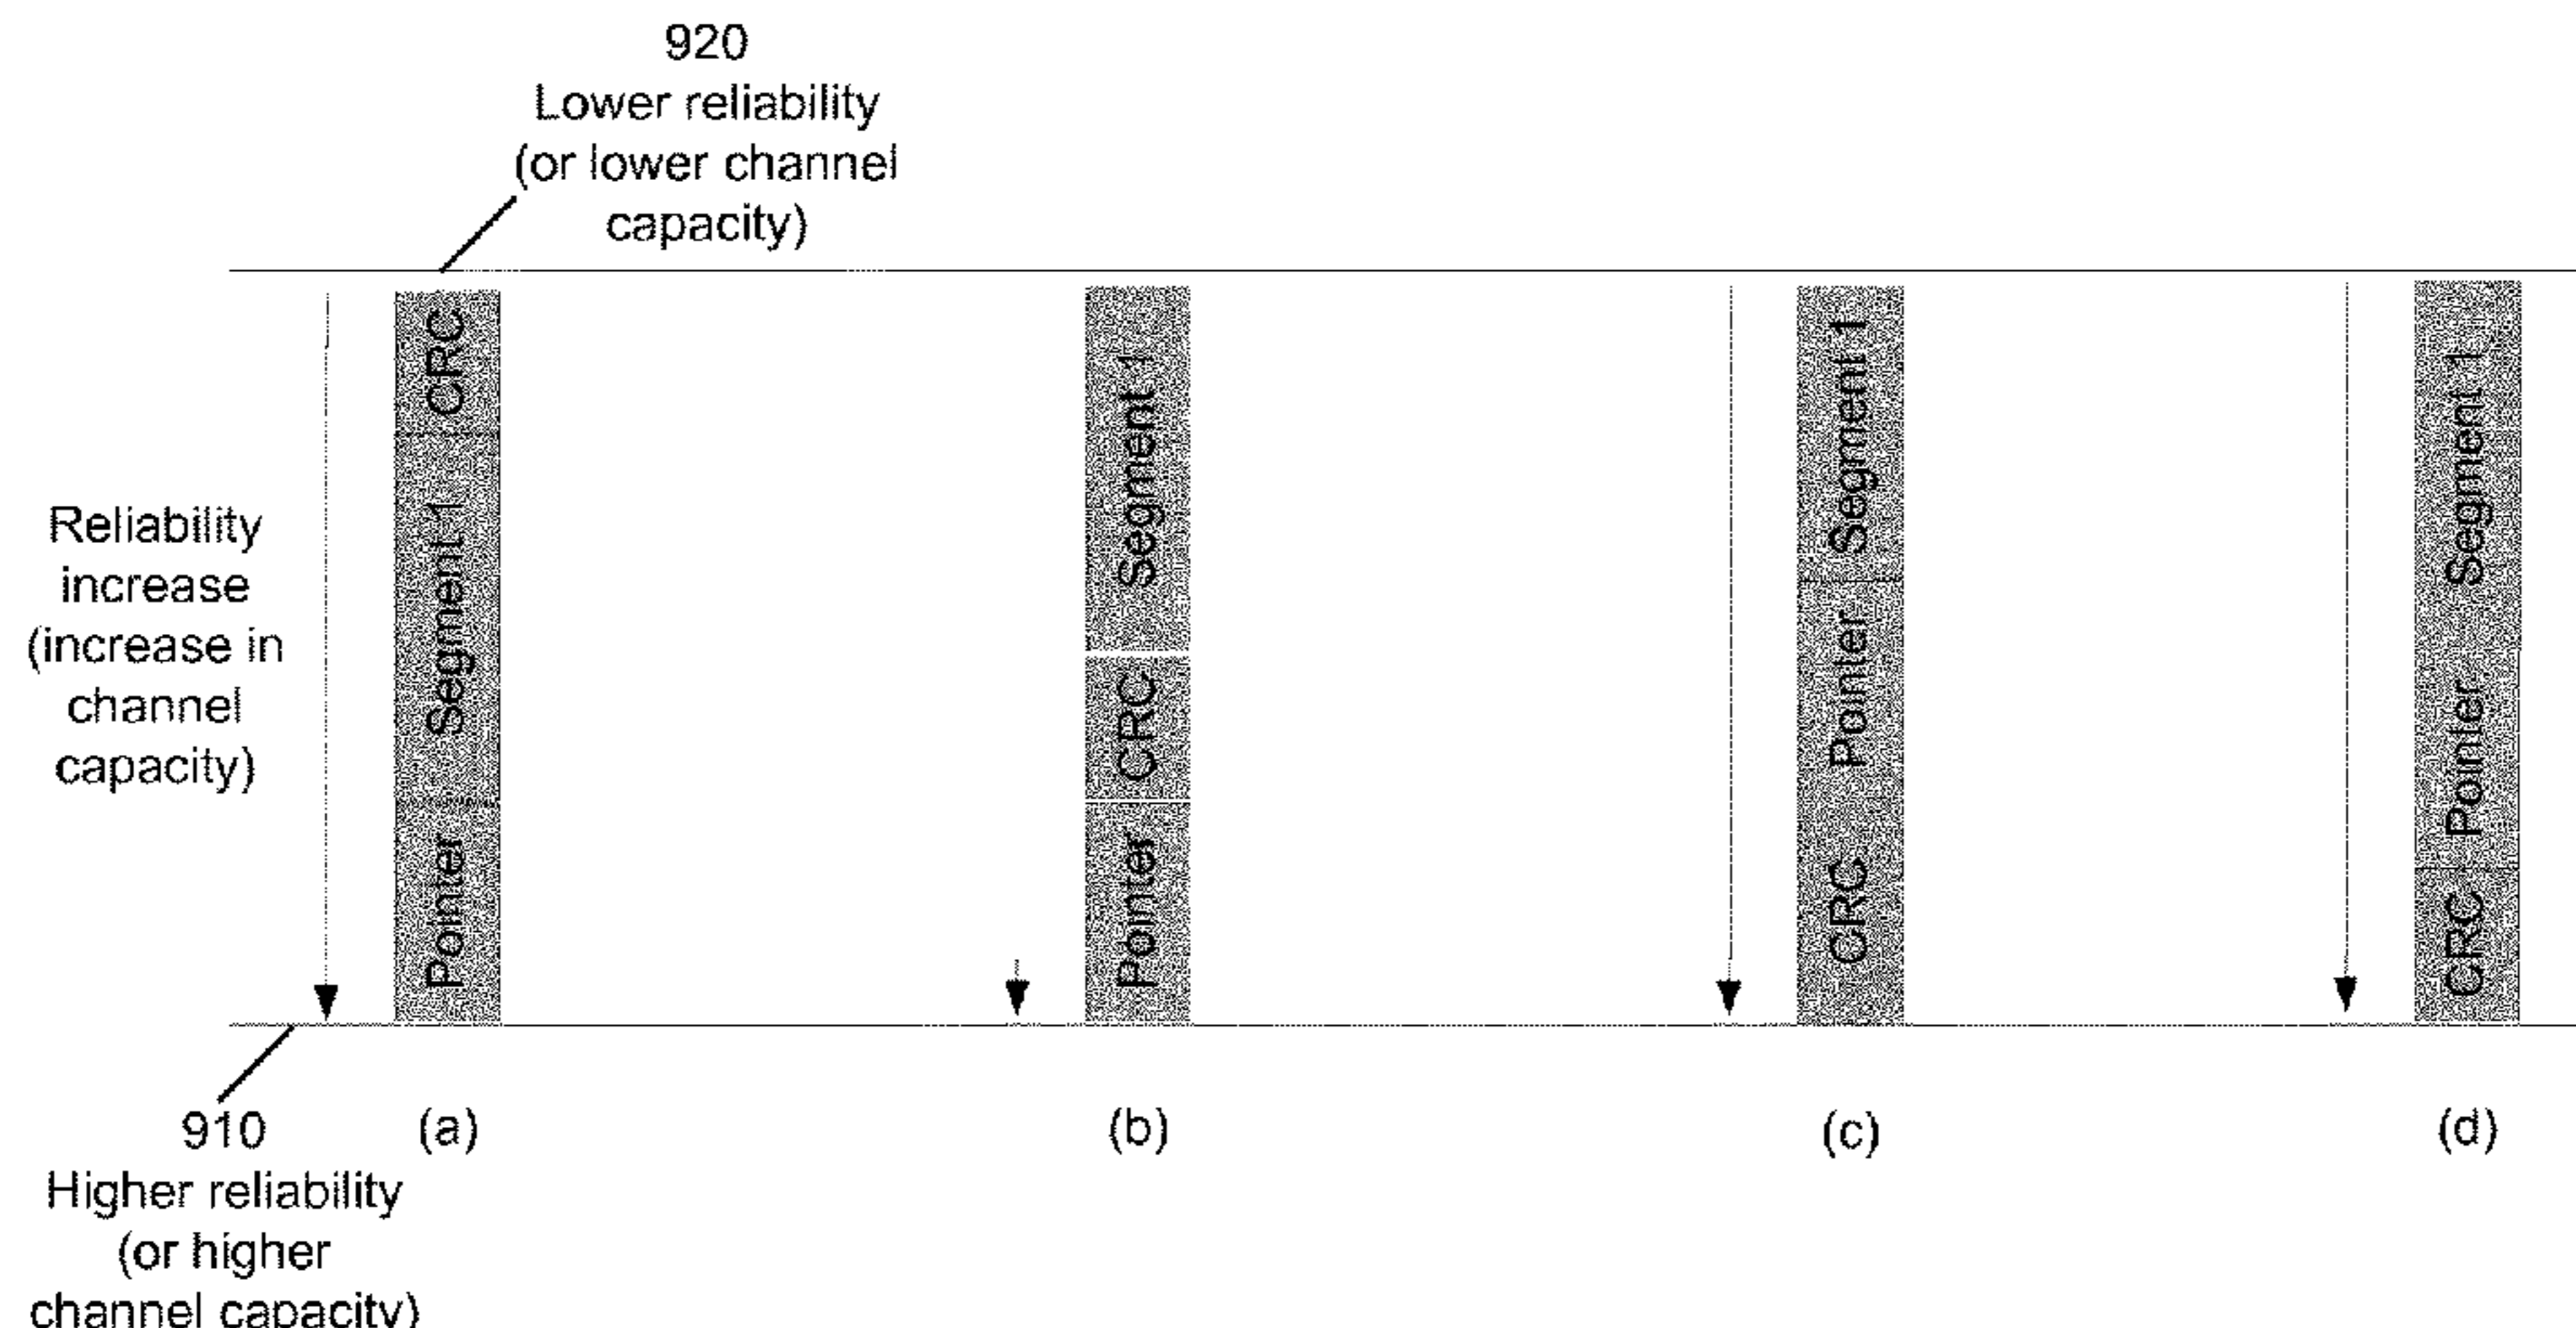 920
Lower reliability
(or lower channel
capacity)
Reliability
increase
(increase in
channel
capacity)
CRC
Segment 1
Pointer
Segment 1
CRC
Pointer
Segment 1
Pointer
CRC
Segment 1
Pointer
CRC
910
Higher reliability
(or higher
channel capacity)
(a)
(b)
(c)
(d)